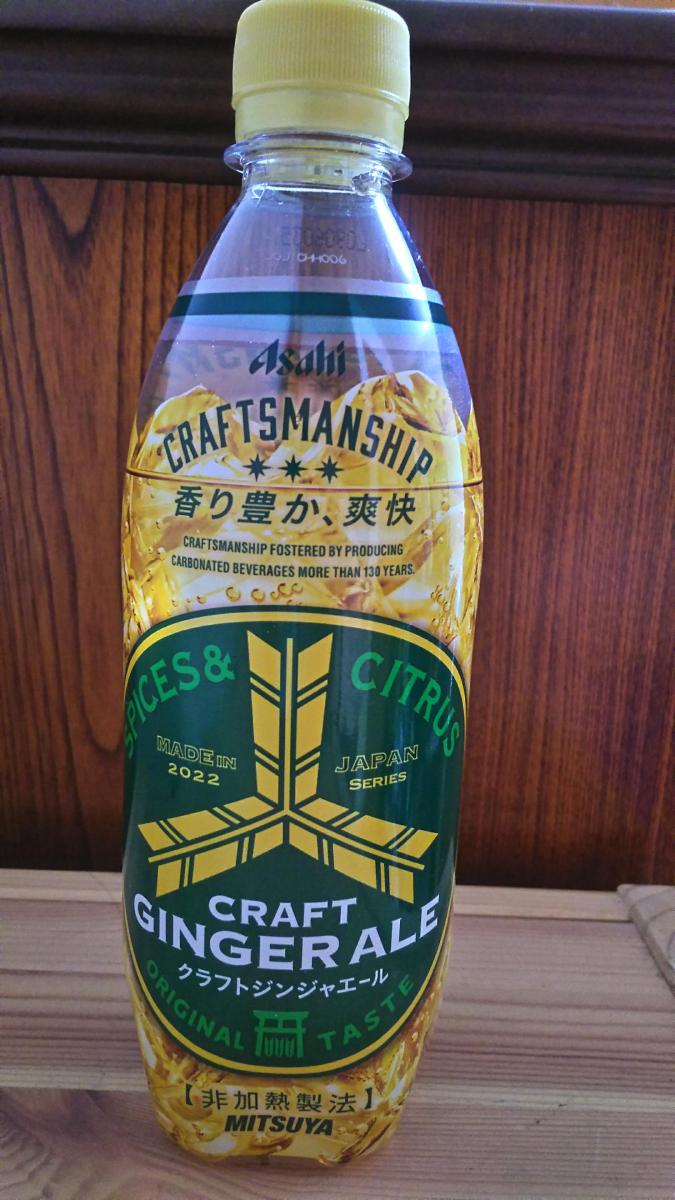 Asahi
CRAFTSMANSHIP
香り豊か、爽快
CRAFTSMANSHIP FOSTERED BY PRODUCING
CARBONATED BEVERAGES MORE THAN 130 YEARS.
SPICES & CITRUS
MADE IN JAPAN
2022 SERIES
CRAFT
GINGER ALE
クラフトジンジャエール
ORIGINAL TASTE
【非加熱製法】
MITSUYA